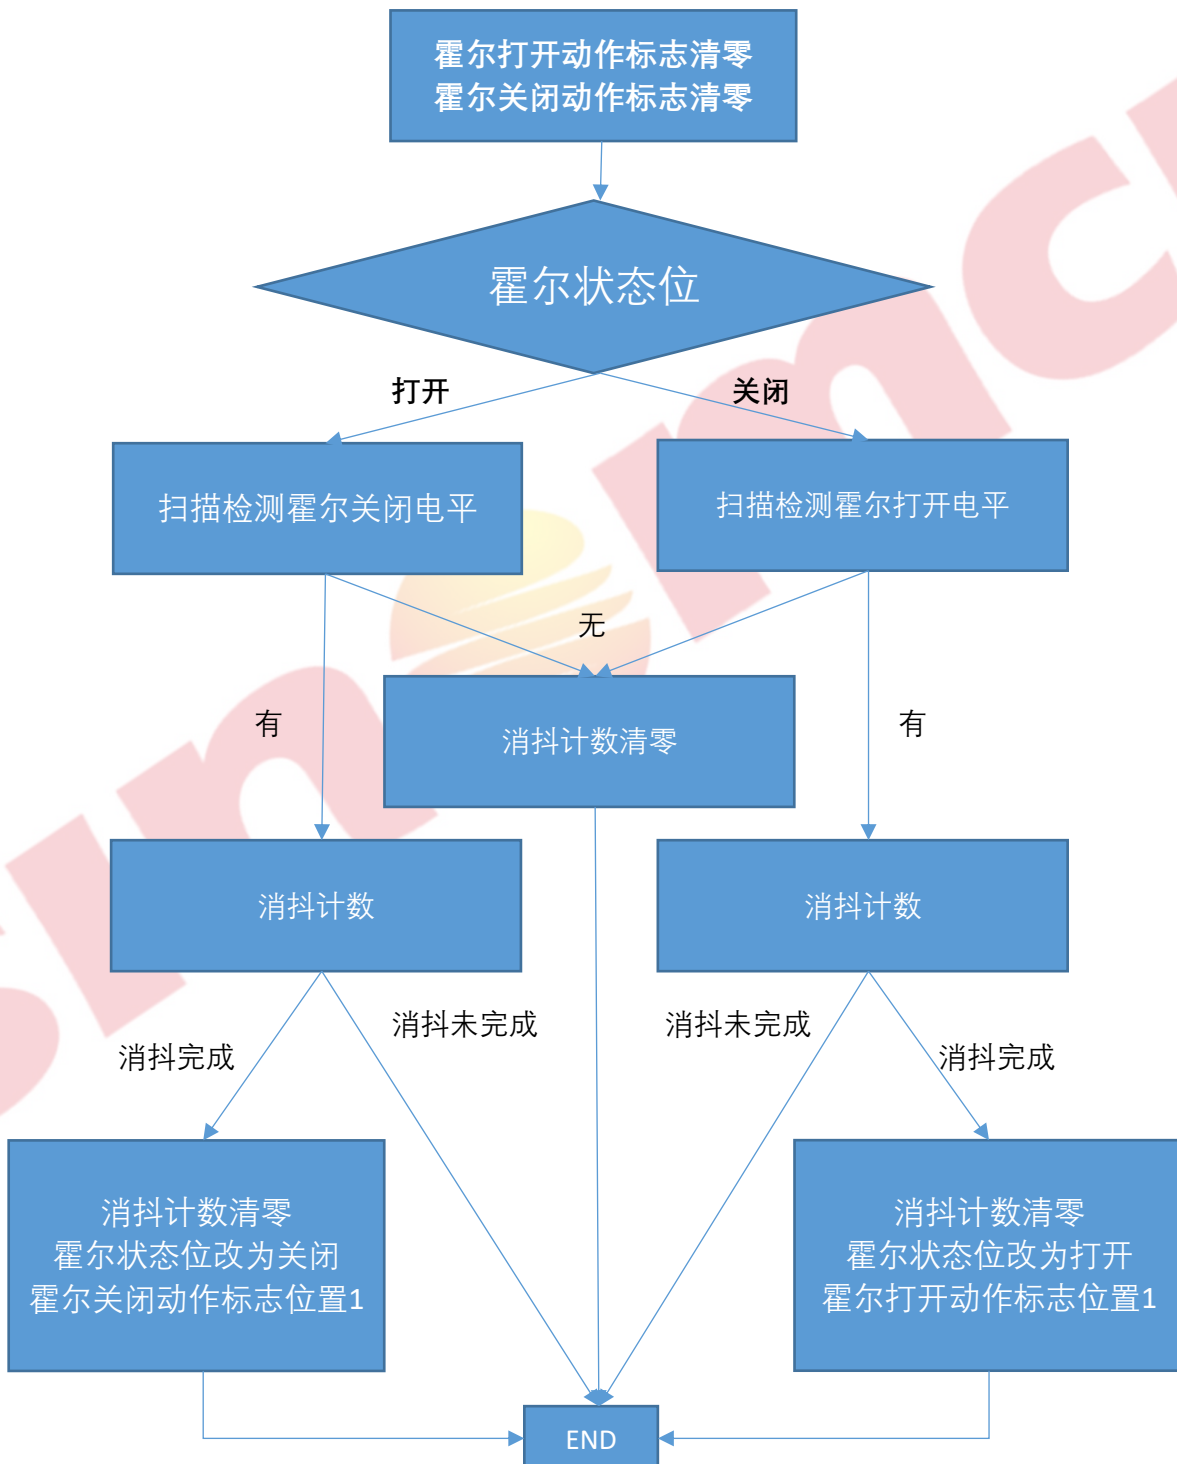 霍尔打开动作标志清零
霍尔关闭动作标志清零
霍尔状态位
打开
关闭
扫描检测霍尔关闭电平
扫描检测霍尔打开电平
无
有
消抖计数清零
有
消抖计数
消抖计数
消抖未完成
消抖未完成
消抖完成
消抖完成
消抖计数清零
霍尔状态位改为关闭
霍尔关闭动作标志位置1
消抖计数清零
霍尔状态位改为打开
霍尔打开动作标志位置1
END
sinomcu